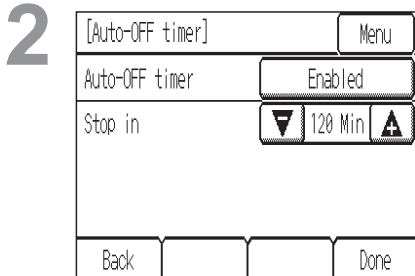 2
[Auto-OFF timer] Menu
Auto-OFF timer Enabled
Stop in 120 Min
Back Done